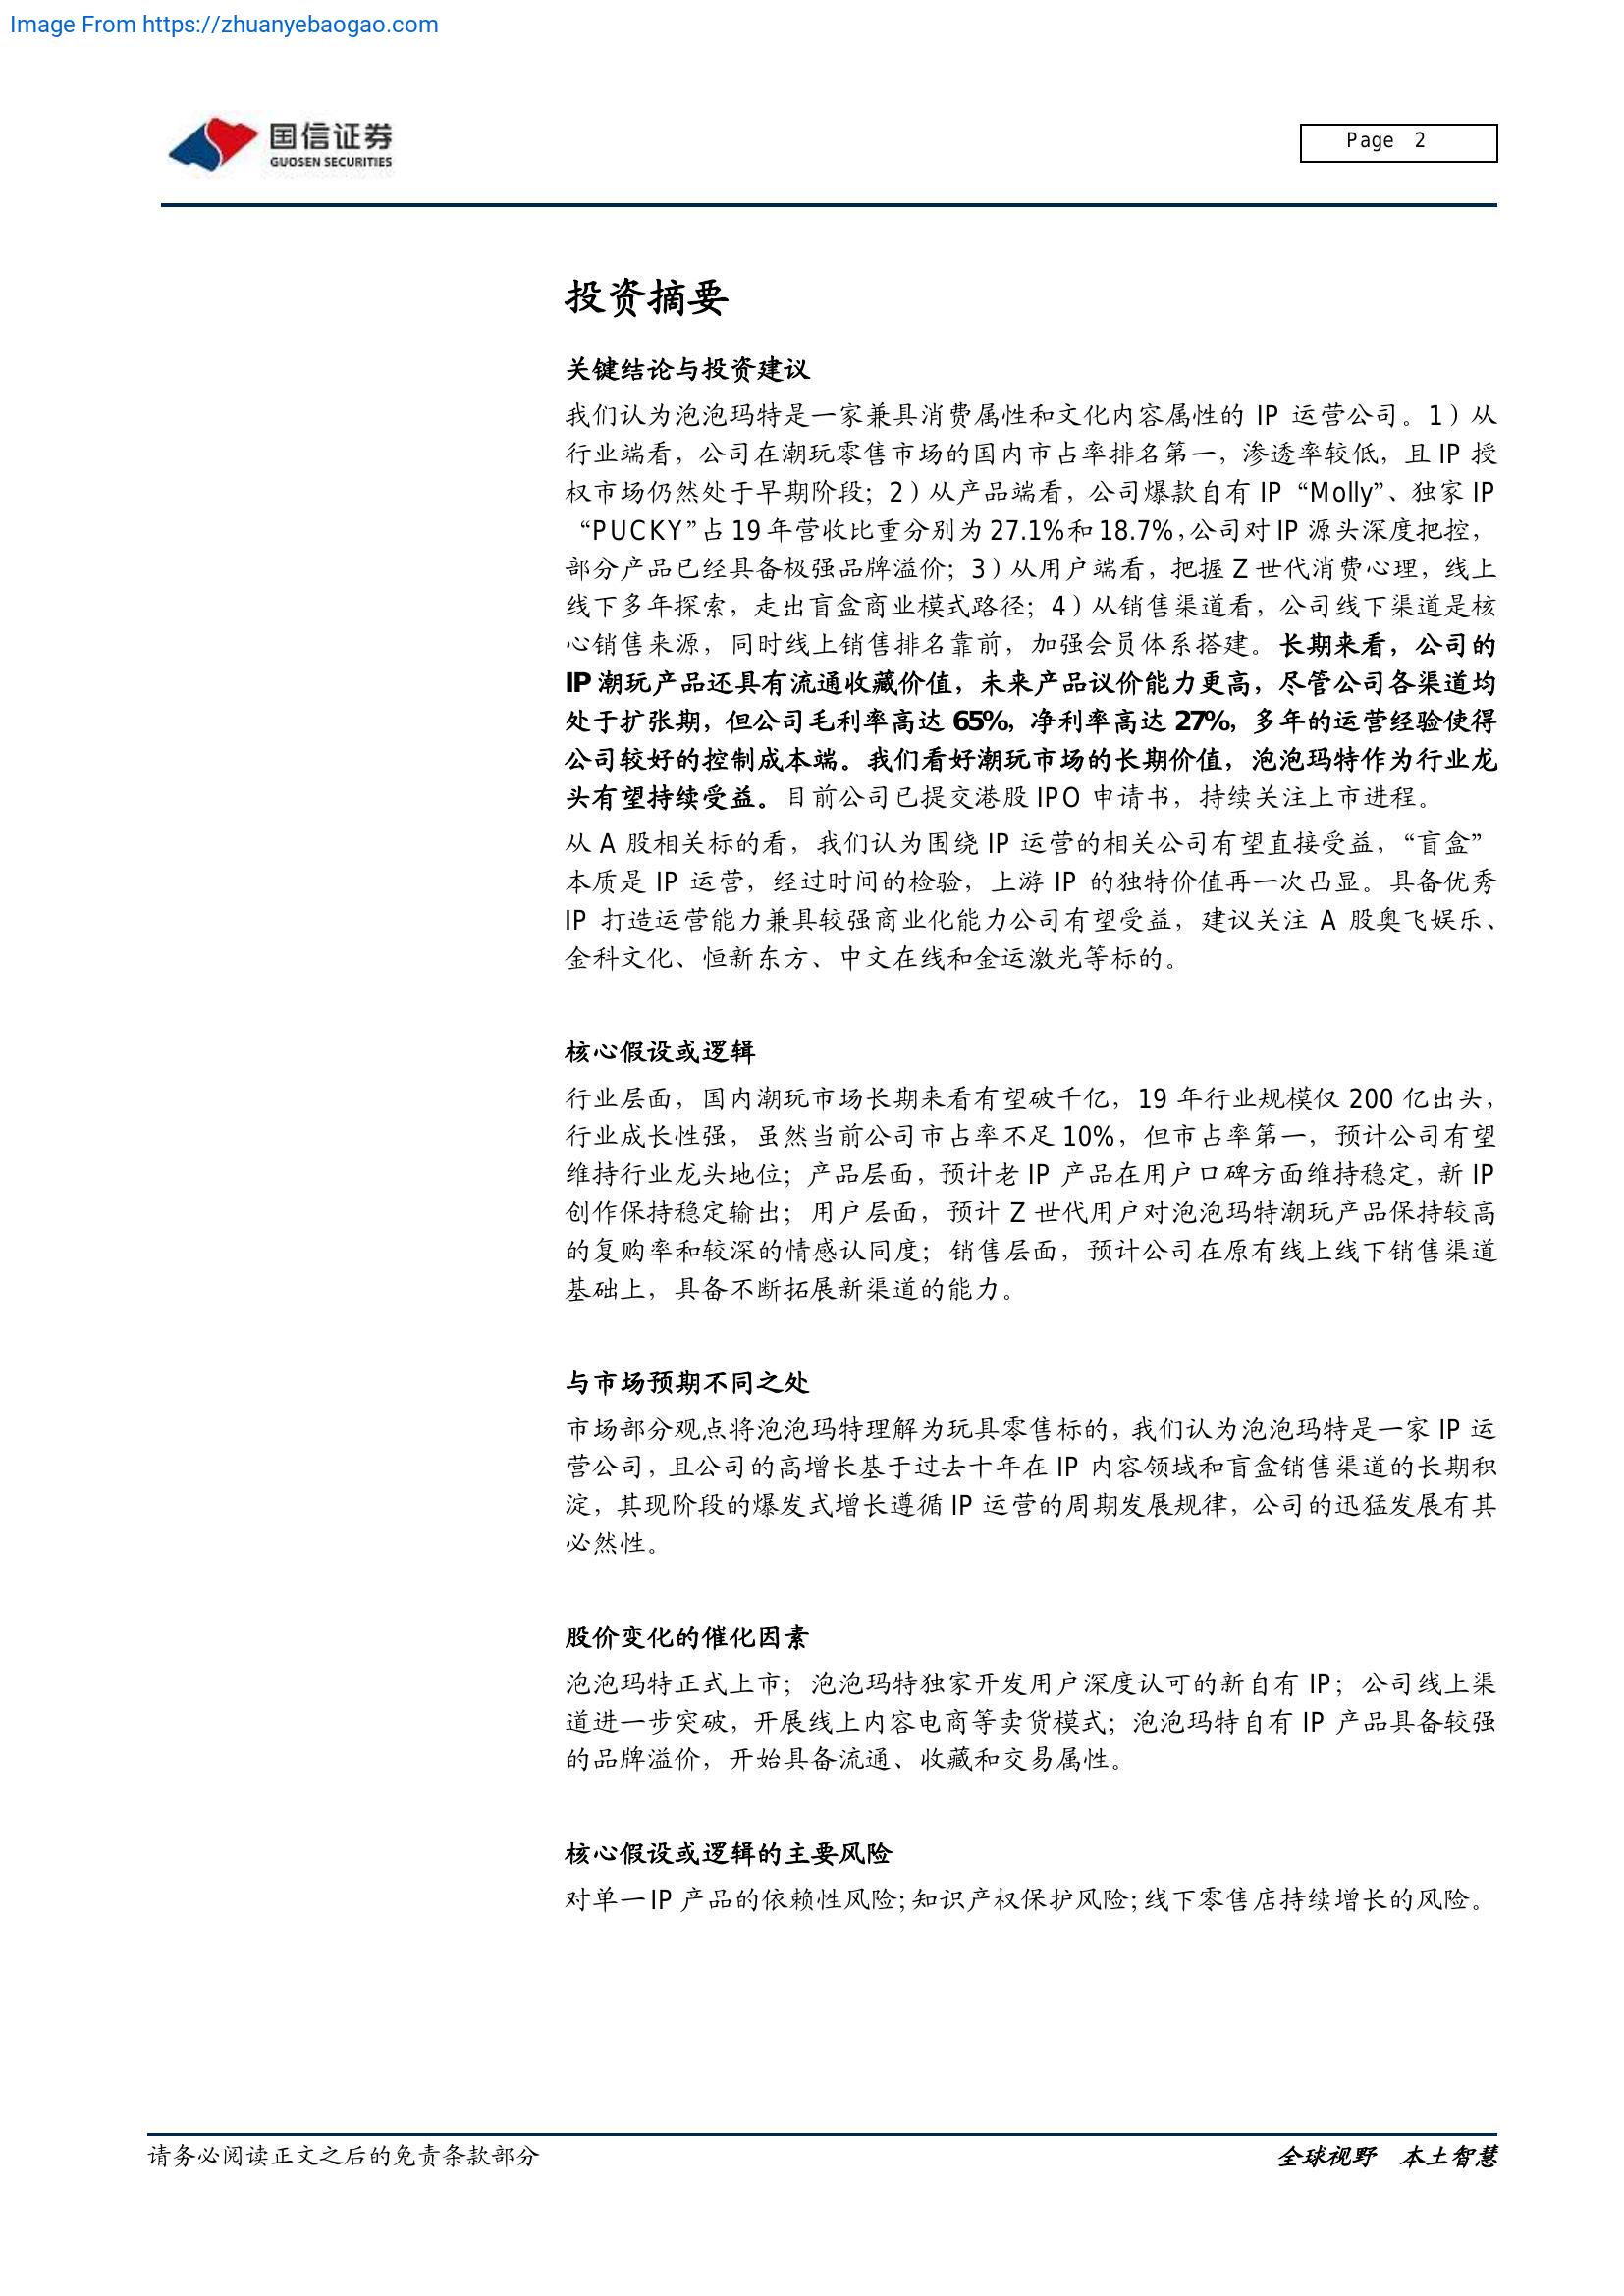 Image From https://zhuanyebaogao.com
国信证券
GUOSEN SECURITIES
Page 2
投资摘要
关键结论与投资建议
我们认为泡泡玛特是一家兼具消费属性和文化内容属性的 IP 运营公司。1）从
行业端看，公司在潮玩零售市场的国内市占率排名第一，渗透率较低，且 IP 授
权市场仍然处于早期阶段；2）从产品端看，公司爆款自有 IP“Molly”、独家 IP
“PUCKY”占 19 年营收比重分别为 27.1%和 18.7%，公司对 IP 源头深度把控，
部分产品已经具备极强品牌溢价；3）从用户端看，把握 Z 世代消费心理，线上
线下多年探索，走出盲盒商业模式路径；4）从销售渠道看，公司线下渠道是核
心销售来源，同时线上销售排名靠前，加强会员体系搭建。长期来看，公司的
IP 潮玩产品还具有流通收藏价值，未来产品议价能力更高，尽管公司各渠道均
处于扩张期，但公司毛利率高达 65%，净利率高达 27%，多年的运营经验使得
公司较好的控制成本端。我们看好潮玩市场的长期价值，泡泡玛特作为行业龙
头有望持续受益。目前公司已提交港股 IPO 申请书，持续关注上市进程。
从 A 股相关标的看，我们认为围绕 IP 运营的相关公司有望直接受益，“盲盒”
本质是 IP 运营，经过时间的检验，上游 IP 的独特价值再一次凸显。具备优秀
IP 打造运营能力兼具较强商业化能力公司有望受益，建议关注 A 股奥飞娱乐、
金科文化、恒新东方、中文在线和金运激光等标的。
核心假设或逻辑
行业层面，国内潮玩市场长期来看有望破千亿，19 年行业规模仅 200 亿出头，
行业成长性强，虽然当前公司市占率不足 10%，但市占率第一，预计公司有望
维持行业龙头地位；产品层面，预计老 IP 产品在用户口碑方面维持稳定，新 IP
创作保持稳定输出；用户层面，预计 Z 世代用户对泡泡玛特潮玩产品保持较高
的复购率和较深的情感认同度；销售层面，预计公司在原有线上线下销售渠道
基础上，具备不断拓展新渠道的能力。
与市场预期不同之处
市场部分观点将泡泡玛特理解为玩具零售标的，我们认为泡泡玛特是一家 IP 运
营公司，且公司的高增长基于过去十年在 IP 内容领域和盲盒销售渠道的长期积
淀，其现阶段的爆发式增长遵循 IP 运营的周期发展规律，公司的迅猛发展有其
必然性。
股价变化的催化因素
泡泡玛特正式上市；泡泡玛特独家开发用户深度认可的新自有 IP；公司线上渠
道进一步突破，开展线上内容电商等卖货模式；泡泡玛特自有 IP 产品具备较强
的品牌溢价，开始具备流通、收藏和交易属性。
核心假设或逻辑的主要风险
对单一IP 产品的依赖性风险；知识产权保护风险；线下零售店持续增长的风险。
请务必阅读正文之后的免责条款部分
全球视野 本土智慧